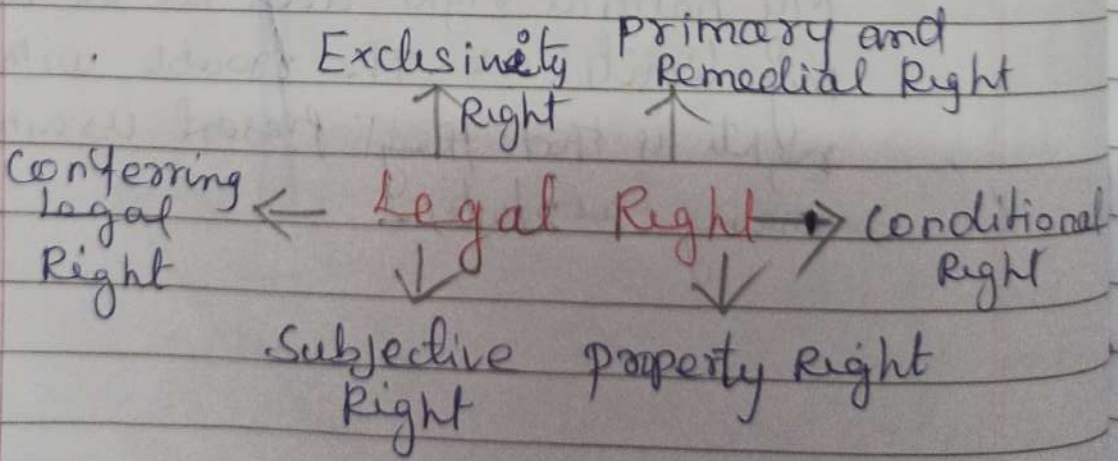 Exclusivity
Right
Primary and
Remedial Right
Conferring
Legal
Right
Legal Right
Conditional
Right
Subjective
Right
Property Right